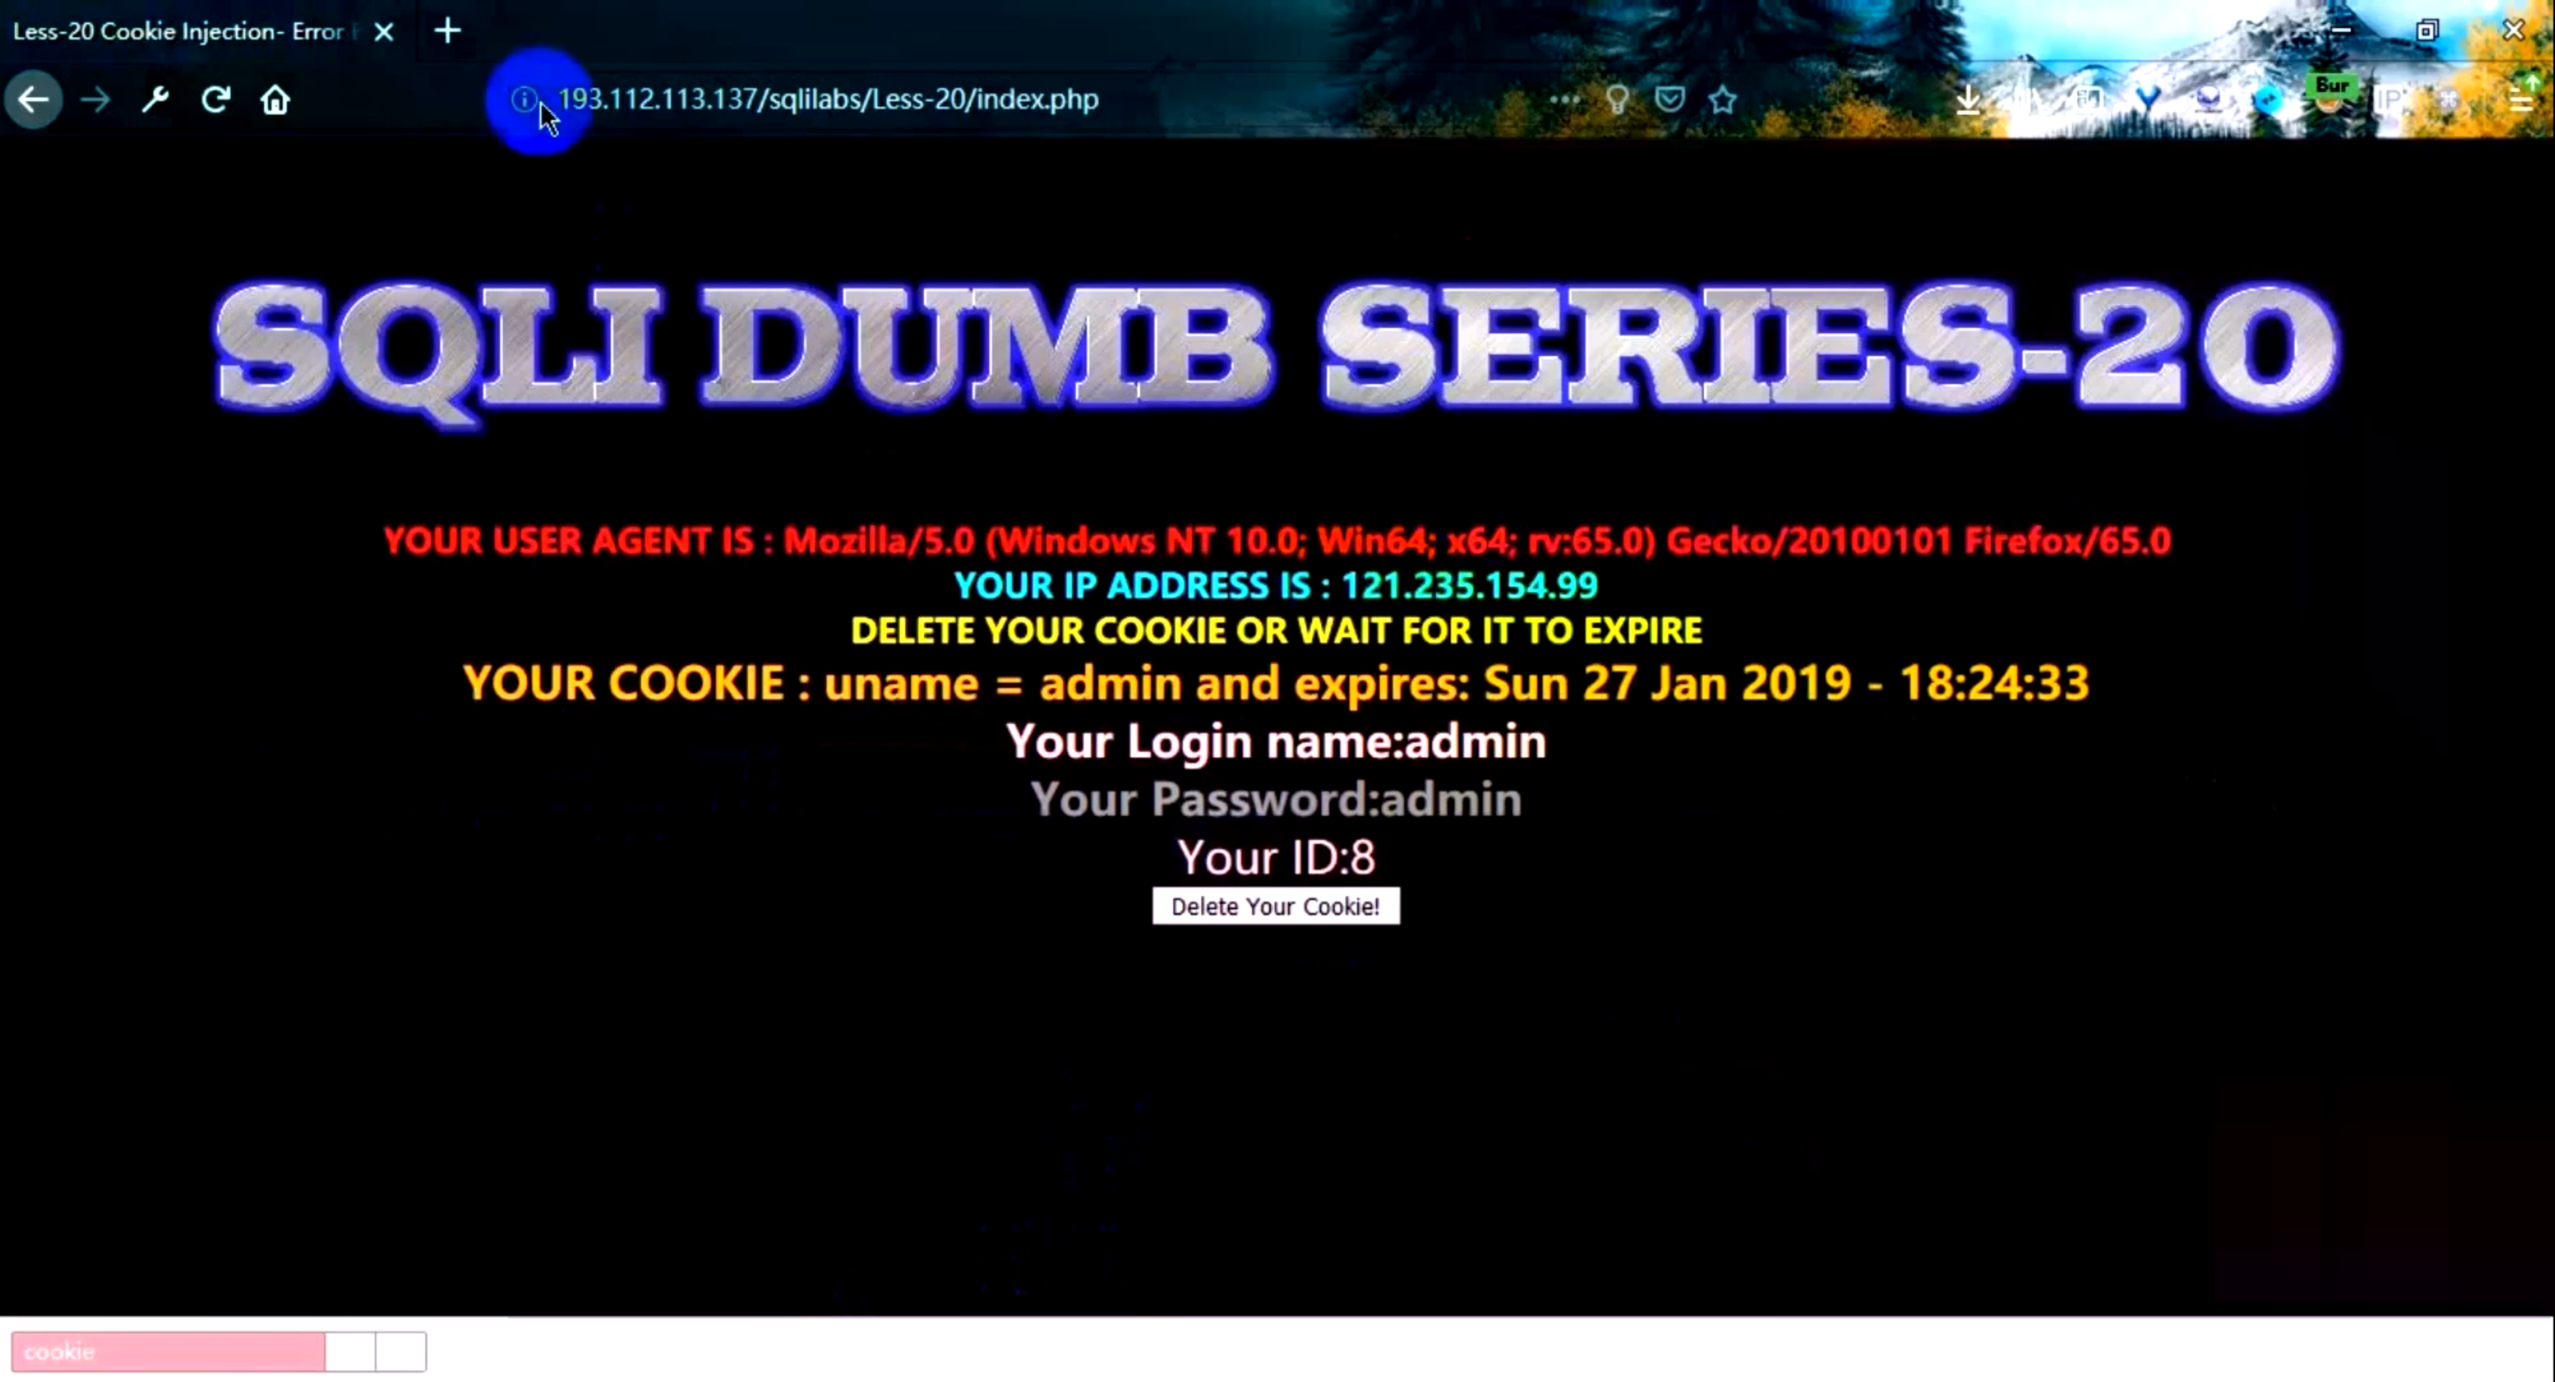 Less-20 Cookie Injection- Error
193.112.113.137/sqlilabs/Less-20/index.php
Bur
IP
SQLI DUMB SERIES-20
YOUR USER AGENT IS : Mozilla/5.0 (Windows NT 10.0; Win64; x64; rv:65.0) Gecko/20100101 Firefox/65.0
YOUR IP ADDRESS IS : 121.235.154.99
DELETE YOUR COOKIE OR WAIT FOR IT TO EXPIRE
YOUR COOKIE : uname = admin and expires: Sun 27 Jan 2019 - 18:24:33
Your Login name:admin
Your Password:admin
Your ID:8
Delete Your Cookie!
cookie